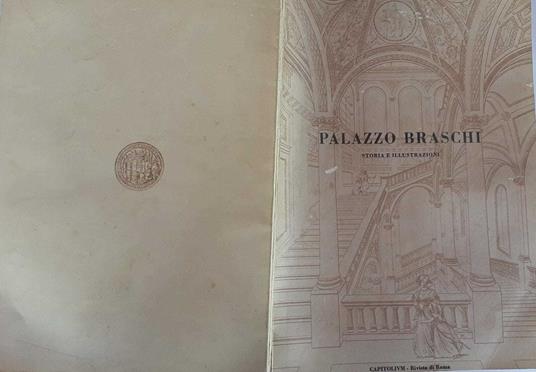 PALAZZO BRASCHI
STORIA E ILLUSTRAZIONI
CAPITOLIVM - Rivista di Roma